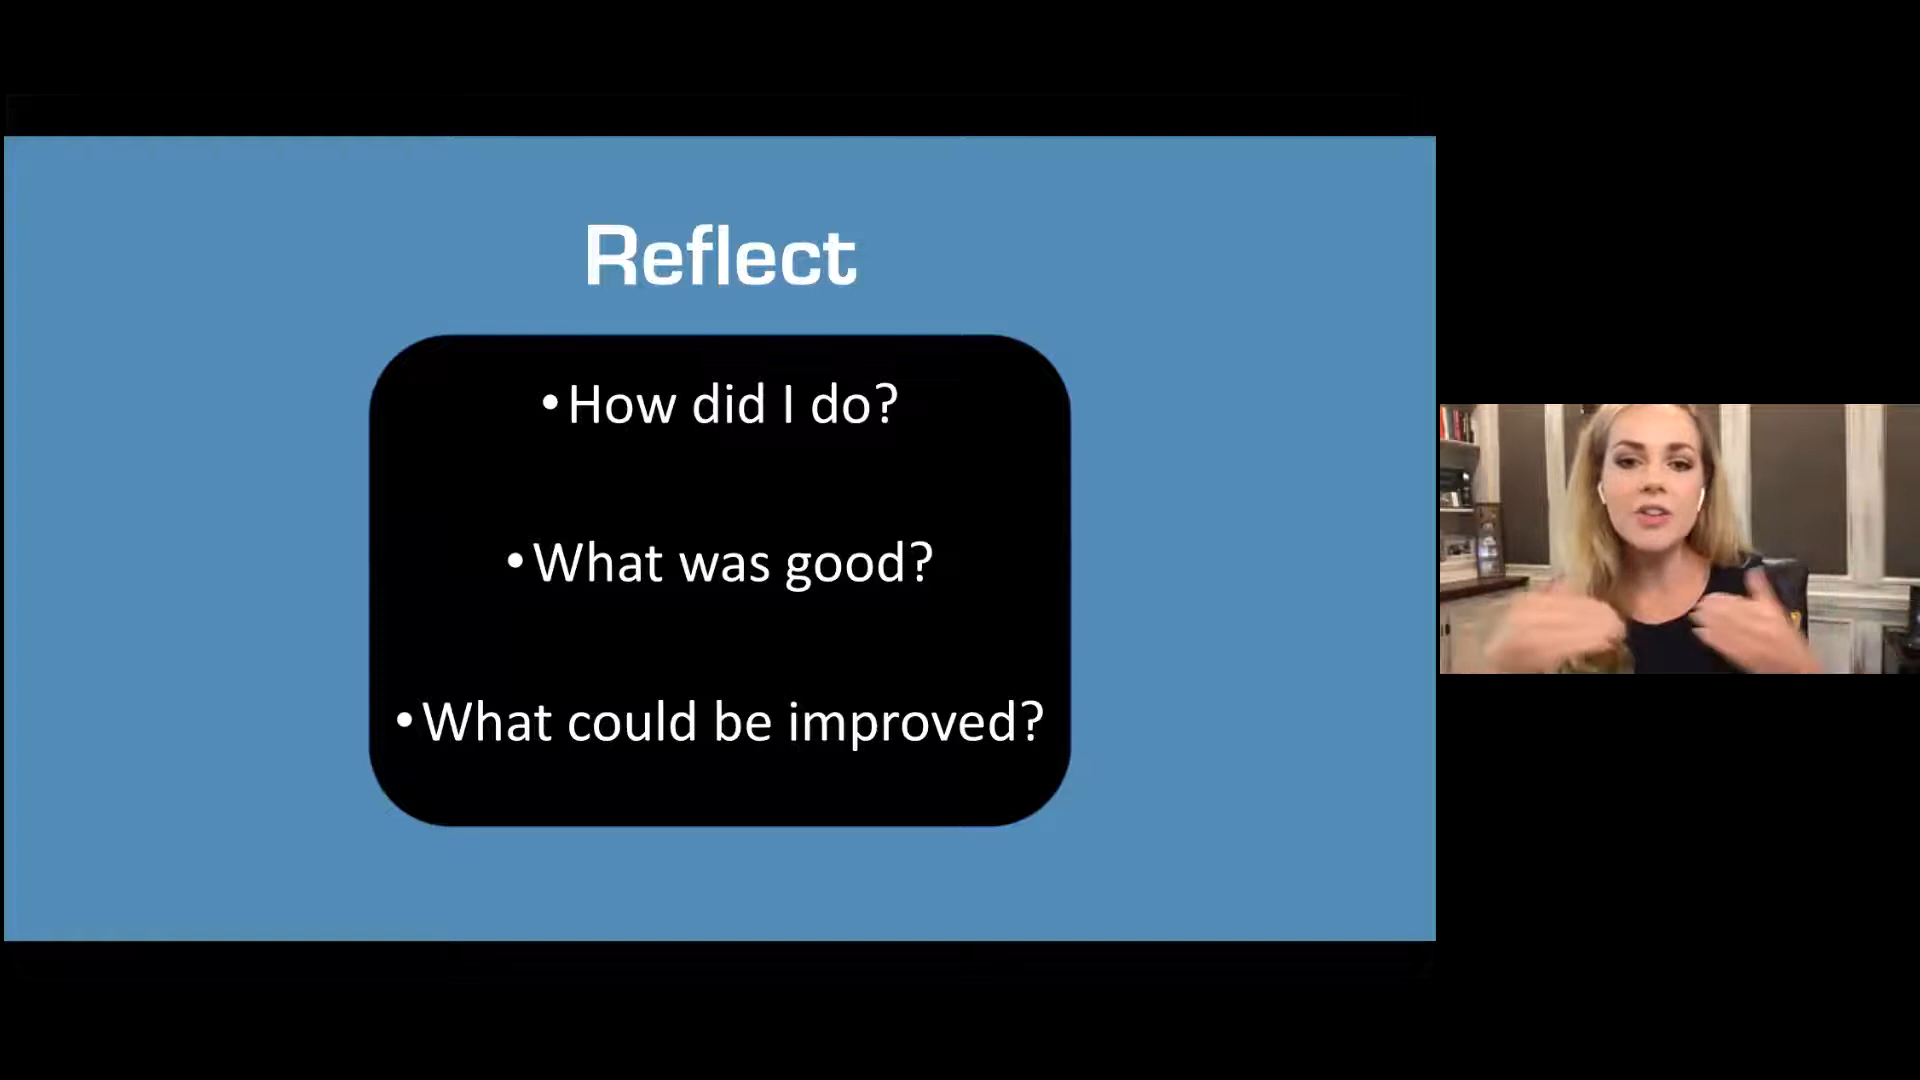 Reflect
•How did I do?
•What was good?
•What could be improved?